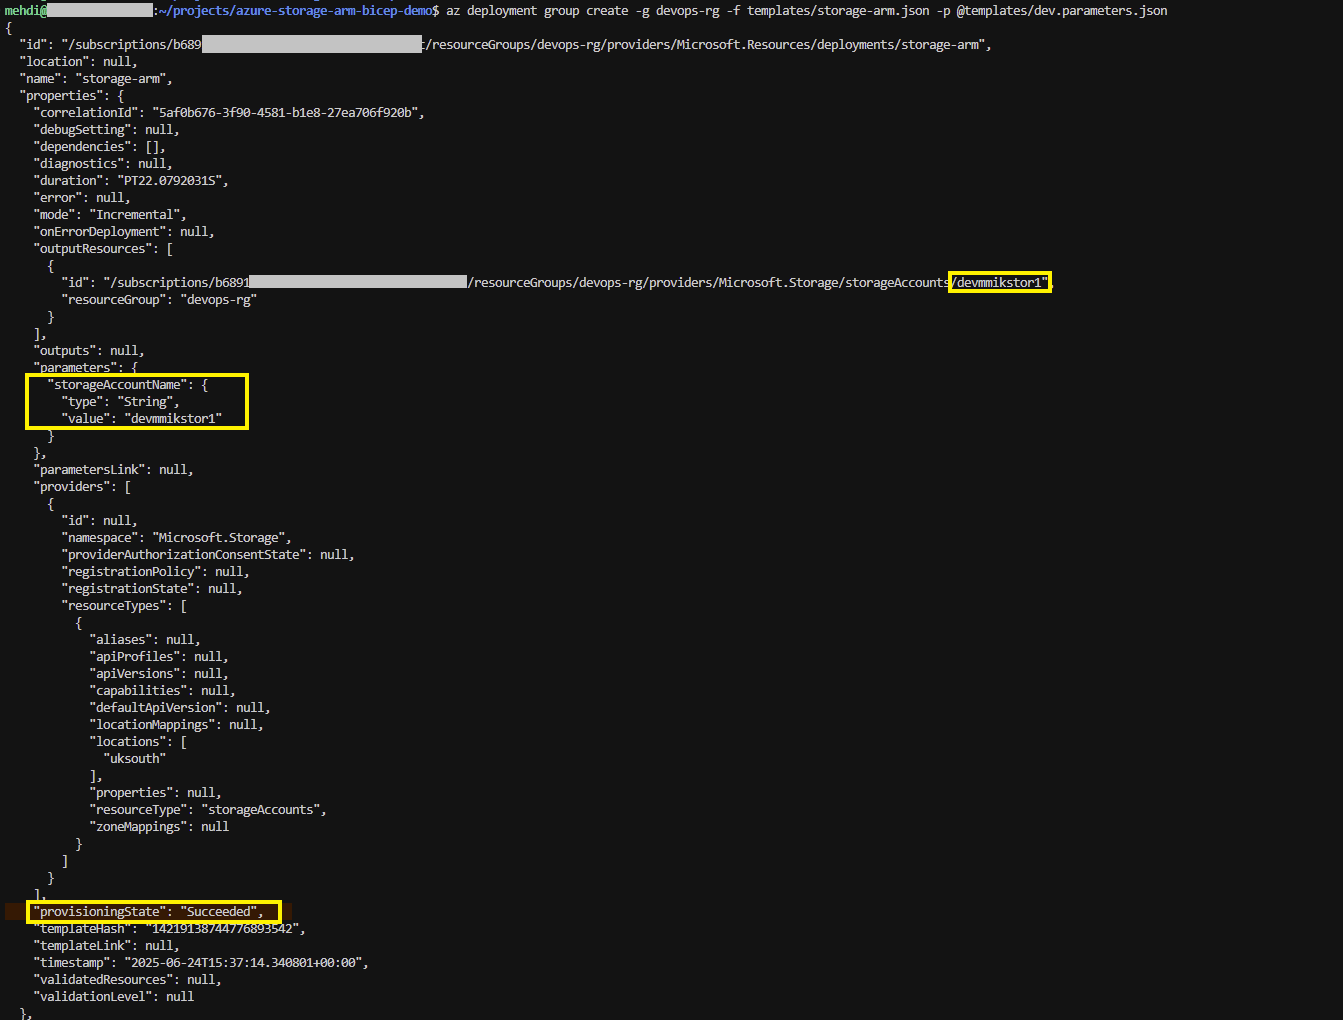 mehdi@:~/projects/azure-storage-arm-bicep-demo$ az deployment group create -g devops-rg -f templates/storage-arm.json -p @templates/dev.parameters.json
{
  "id": "/subscriptions/b689/resourceGroups/devops-rg/providers/Microsoft.Resources/deployments/storage-arm",
  "location": null,
  "name": "storage-arm",
  "properties": {
    "correlationId": "5af0b676-3f90-4581-b1e8-27ea706f920b",
    "debugSetting": null,
    "dependencies": [],
    "diagnostics": null,
    "duration": "PT22.0792031S",
    "error": null,
    "mode": "Incremental",
    "onErrorDeployment": null,
    "outputResources": [
      {
        "id": "/subscriptions/b6891/resourceGroups/devops-rg/providers/Microsoft.Storage/storageAccounts/devmmikstor1",
        "resourceGroup": "devops-rg"
      }
    ],
    "outputs": null,
    "parameters": {
      "storageAccountName": {
        "type": "String",
        "value": "devmmikstor1"
      }
    },
    "parametersLink": null,
    "providers": [
      {
        "id": null,
        "namespace": "Microsoft.Storage",
        "providerAuthorizationConsentState": null,
        "registrationPolicy": null,
        "registrationState": null,
        "resourceTypes": [
          {
            "aliases": null,
            "apiProfiles": null,
            "apiVersions": null,
            "capabilities": null,
            "defaultApiVersion": null,
            "locationMappings": null,
            "locations": [
              "uksouth"
            ],
            "properties": null,
            "resourceType": "storageAccounts",
            "zoneMappings": null
          }
        ]
      }
    ],
    "provisioningState": "Succeeded",
    "templateHash": "14219138744776893542",
    "templateLink": null,
    "timestamp": "2025-06-24T15:37:14.340801+00:00",
    "validatedResources": null,
    "validationLevel": null
  },